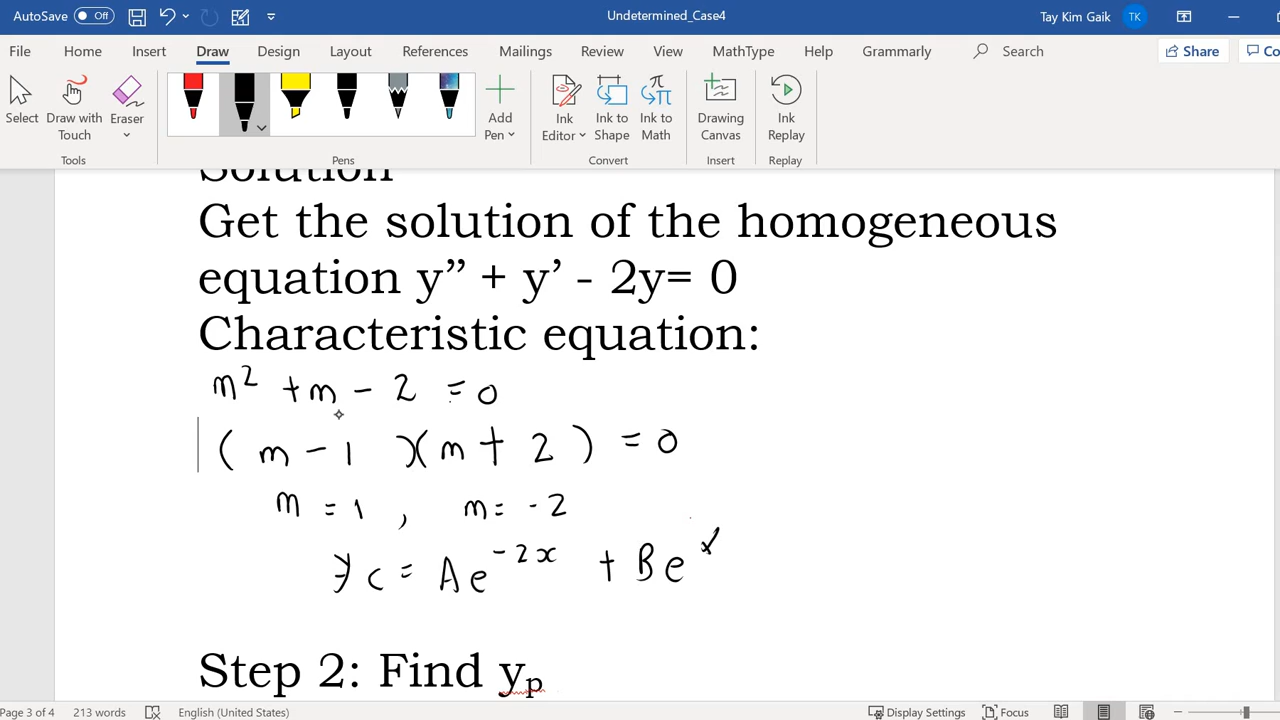 AutoSave Off Undetermined_Case4 Tay Kim Gaik TK
File Home Insert Draw Design Layout References Mailings Review View MathType Help Grammarly Search Share Co
Select Draw with Touch Eraser Add Pen Ink Editor Ink to Shape Ink to Math Drawing Canvas Ink Replay
Tools Pens Convert Insert Replay
Solution
Get the solution of the homogeneous
equation y” + y’ - 2y= 0
Characteristic equation:
m² + m - 2 = 0
( m - 1 )( m + 2 ) = 0
m = 1 , m = -2
yc = Ae^-2x + Be^x
Step 2: Find yp
Page 3 of 4 213 words English (United States) Display Settings Focus